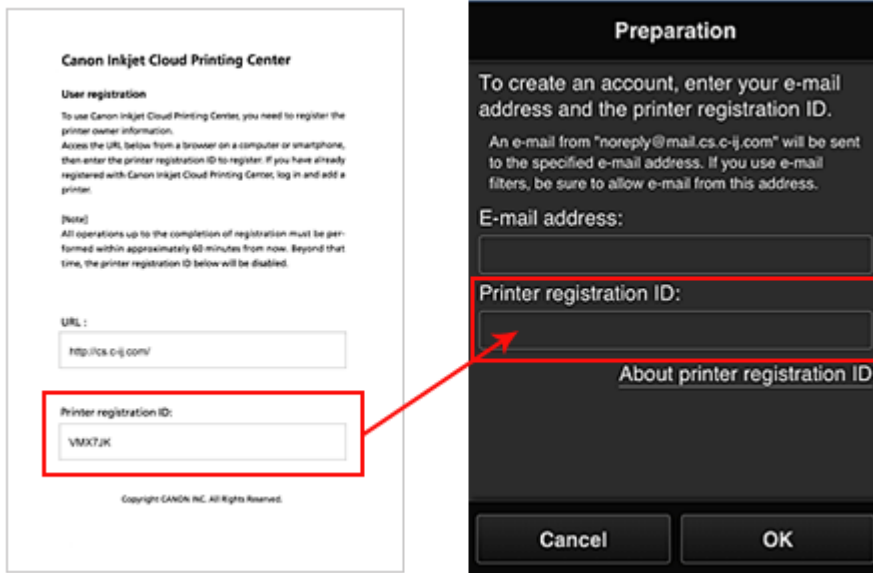 Canon Inkjet Cloud Printing Center
User registration
To use Canon Inkjet Cloud Printing Center, you need to register the
printer owner information.
Access the URL below from a browser on a computer or smartphone,
then enter the printer registration ID to register. If you have already
registered with Canon Inkjet Cloud Printing Center, log in and add a
printer.
[Note]
All operations up to the completion of registration must be per-
formed within approximately 60 minutes from now. Beyond that
time, the printer registration ID below will be disabled.
URL :
http://cs.c-ij.com/
Printer registration ID:
VMX7JK
Copyright CANON INC. All Rights Reserved.
Preparation
To create an account, enter your e-mail
address and the printer registration ID.
An e-mail from "noreply@mail.cs.c-ij.com" will be sent
to the specified e-mail address. If you use e-mail
filters, be sure to allow e-mail from this address.
E-mail address:
Printer registration ID:
About printer registration ID
Cancel
OK